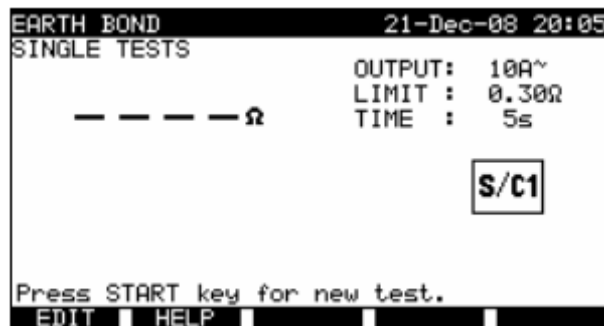 EARTH BOND 21-Dec-08 20:05
SINGLE TESTS
OUTPUT: 10A~
LIMIT : 0.30Ω
— — — — Ω
TIME : 5s
S/C1
Press START key for new test.
EDIT HELP